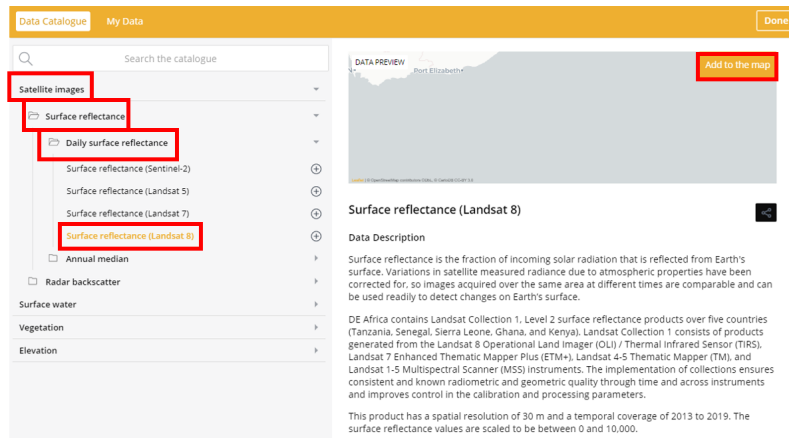 Data Catalogue
My Data
Done
Search the catalogue
Satellite images
Surface reflectance
Daily surface reflectance
Surface reflectance (Sentinel-2)
Surface reflectance (Landsat 5)
Surface reflectance (Landsat 7)
Surface reflectance (Landsat 8)
Annual median
Radar backscatter
Surface water
Vegetation
Elevation
DATA PREVIEW
Port Elizabeth
Add to the map
Surface reflectance (Landsat 8)
Data Description
Surface reflectance is the fraction of incoming solar radiation that is reflected from Earth's
surface. Variations in satellite measured radiance due to atmospheric properties have been
corrected for, so images acquired over the same area at different times are comparable and can
be used readily to detect changes on Earth's surface.
DE Africa contains Landsat Collection 1, Level 2 surface reflectance products over five countries
(Tanzania, Senegal, Sierra Leone, Ghana, and Kenya). Landsat Collection 1 consists of products
generated from the Landsat 8 Operational Land Imager (OLI) / Thermal Infrared Sensor (TIRS),
Landsat 7 Enhanced Thematic Mapper Plus (ETM+), Landsat 4-5 Thematic Mapper (TM), and
Landsat 1-5 Multispectral Scanner (MSS) instruments. The implementation of collections ensures
consistent and known radiometric and geometric quality through time and across instruments
and improves control in the calibration and processing parameters.
This product has a spatial resolution of 30 m and a temporal coverage of 2013 to 2019. The
surface reflectance values are scaled to be between 0 and 10,000.